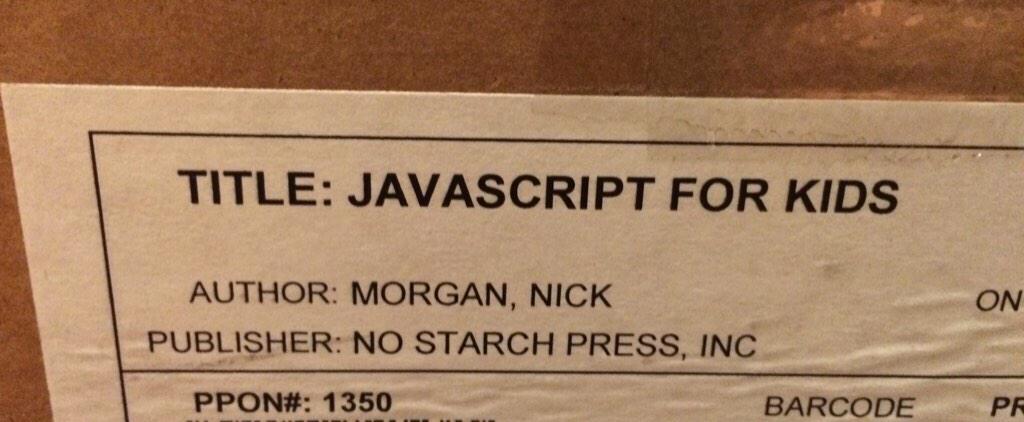 TITLE: JAVASCRIPT FOR KIDS
AUTHOR: MORGAN, NICK
ON
PUBLISHER: NO STARCH PRESS, INC
PPON#: 1350
BARCODE
PR